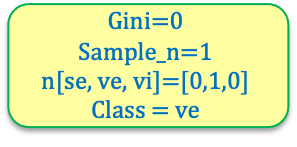 Gini=0
Sample_n=1
n[se, ve, vi]=[0,1,0]
Class = ve